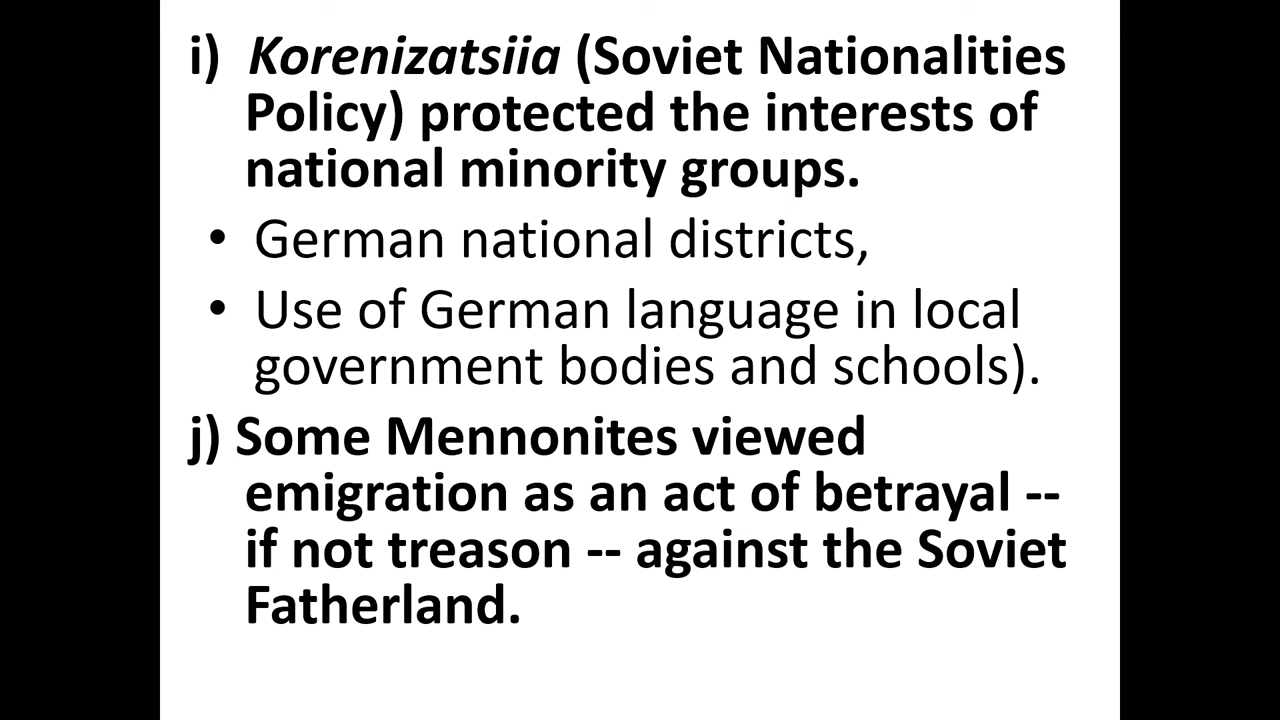 i) Korenizatsiia (Soviet Nationalities
Policy) protected the interests of
national minority groups.
• German national districts,
• Use of German language in local
government bodies and schools).
j) Some Mennonites viewed
emigration as an act of betrayal --
if not treason -- against the Soviet
Fatherland.